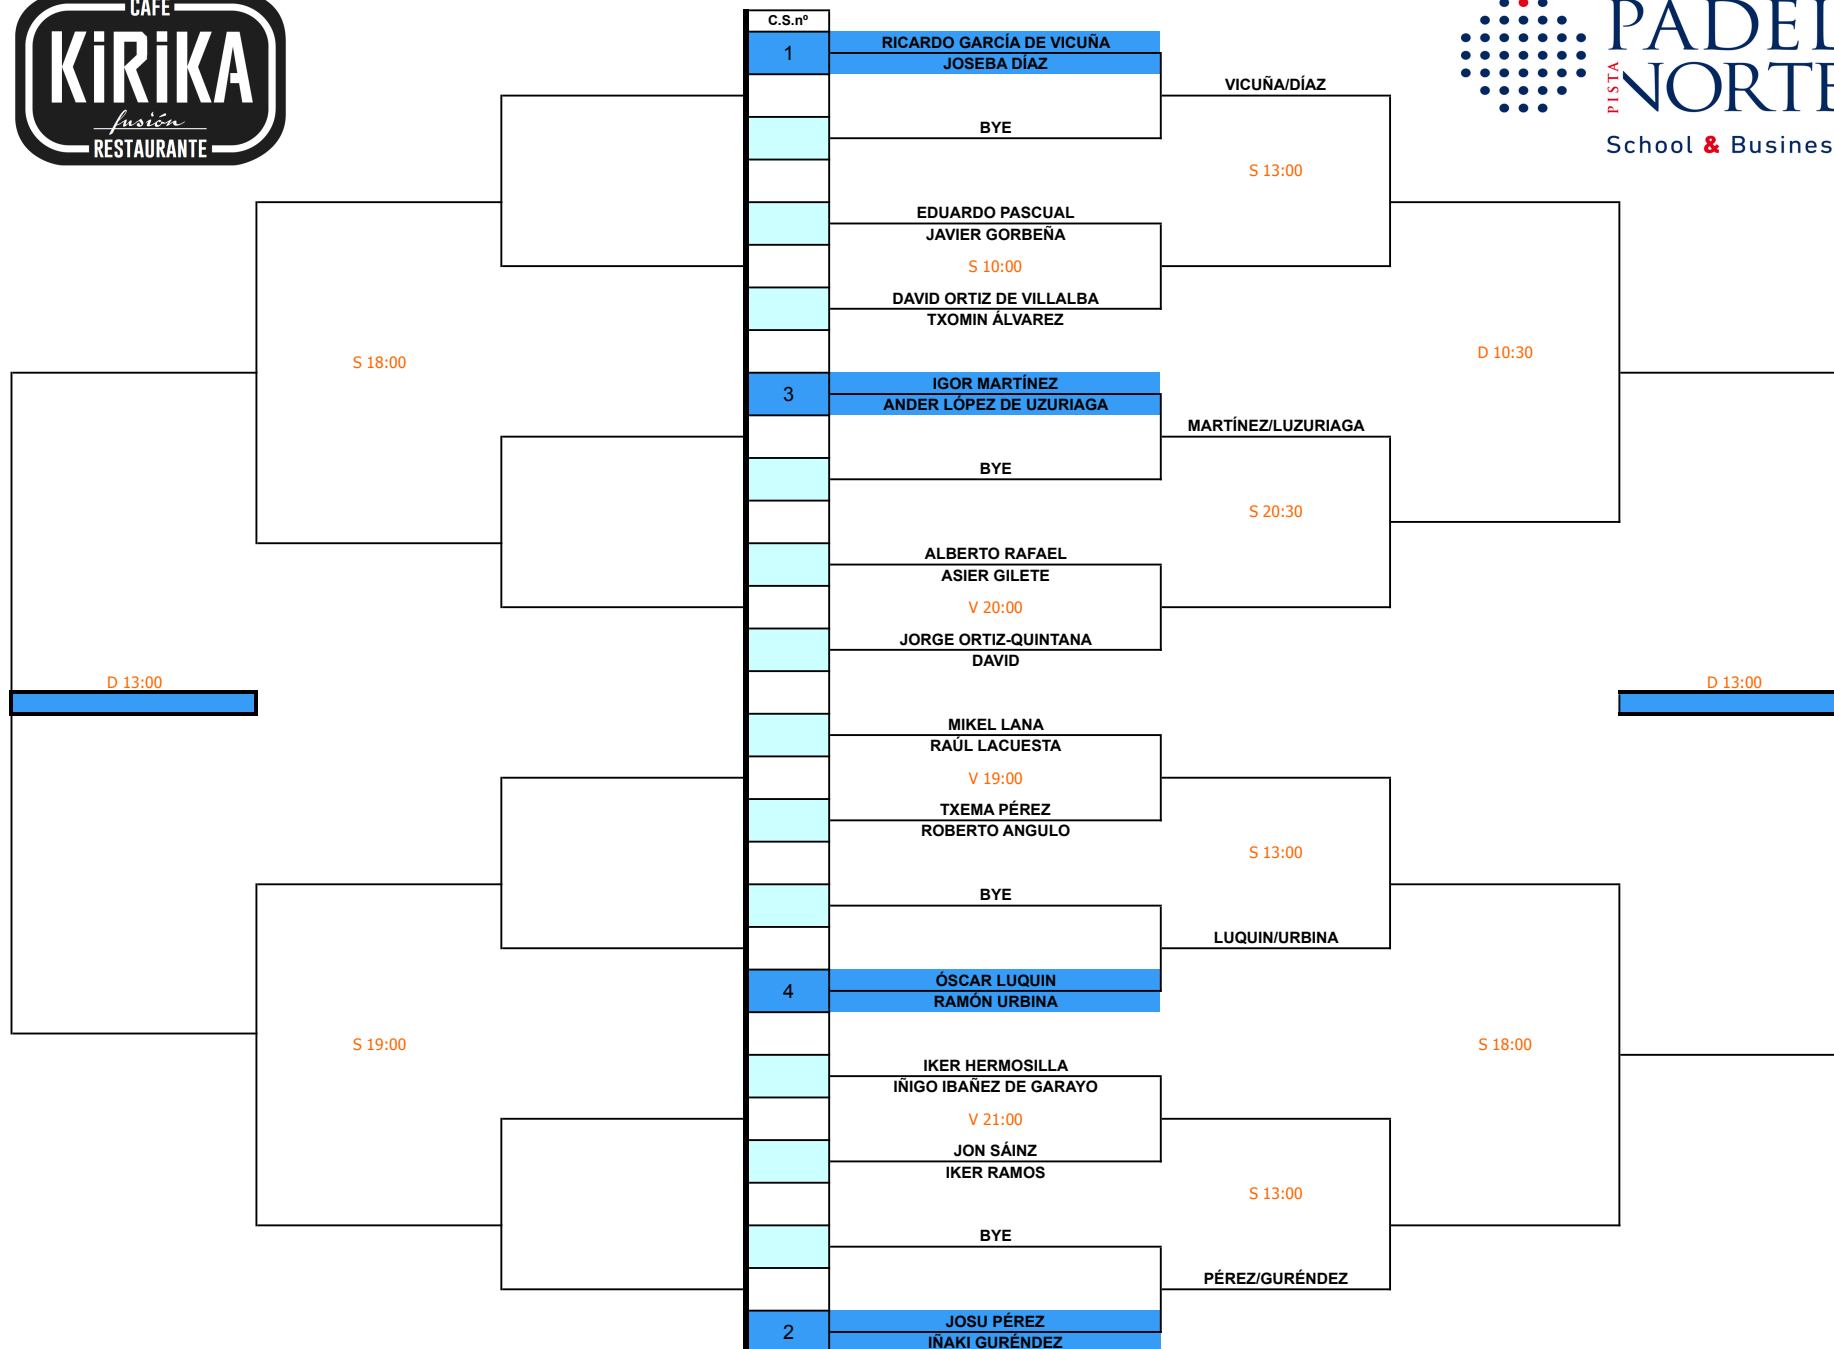 CAFE
KiRiKA
fusión
RESTAURANTE
PADEL
PISTA
NORTE
School & Busines
C.S.nº
1
RICARDO GARCÍA DE VICUÑA
JOSEBA DÍAZ
VICUÑA/DÍAZ
BYE
S 13:00
EDUARDO PASCUAL
JAVIER GORBEÑA
S 10:00
DAVID ORTIZ DE VILLALBA
TXOMIN ÁLVAREZ
S 18:00
D 10:30
3
IGOR MARTÍNEZ
ANDER LÓPEZ DE UZURIAGA
MARTÍNEZ/LUZURIAGA
BYE
S 20:30
ALBERTO RAFAEL
ASIER GILETE
V 20:00
JORGE ORTIZ-QUINTANA
DAVID
D 13:00
D 13:00
MIKEL LANA
RAÚL LACUESTA
V 19:00
TXEMA PÉREZ
ROBERTO ANGULO
S 13:00
BYE
LUQUIN/URBINA
4
ÓSCAR LUQUIN
RAMÓN URBINA
S 19:00
S 18:00
IKER HERMOSILLA
IÑIGO IBAÑEZ DE GARAYO
V 21:00
JON SÁINZ
IKER RAMOS
S 13:00
BYE
PÉREZ/GURÉNDEZ
2
JOSU PÉREZ
IÑAKI GURÉNDEZ